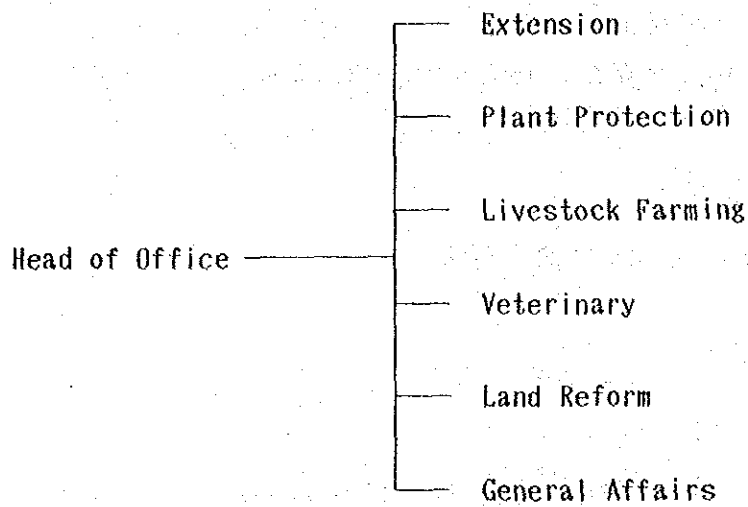 Extension
Plant Protection
Livestock Farming
Head of Office
Veterinary
Land Reform
General Affairs